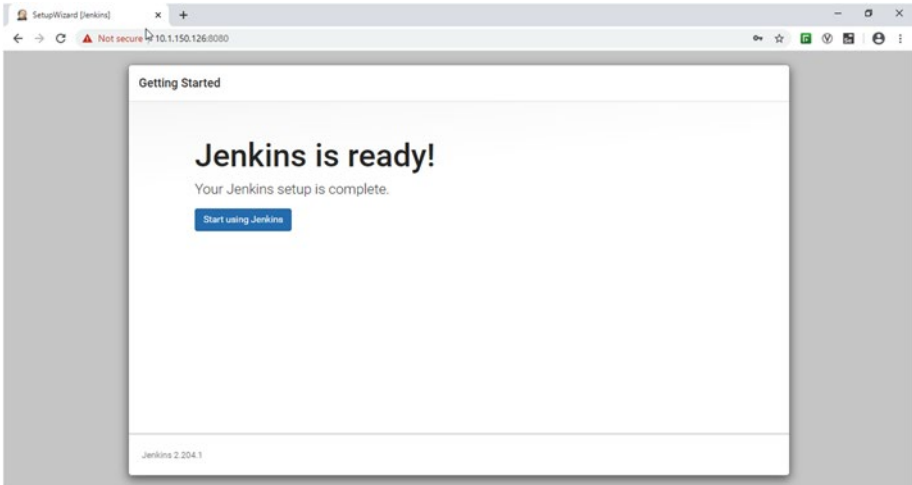 SetupWizard [Jenkins]
Not secure 10.1.150.126:8080
Getting Started
Jenkins is ready!
Your Jenkins setup is complete.
Start using Jenkins
Jenkins 2.204.1